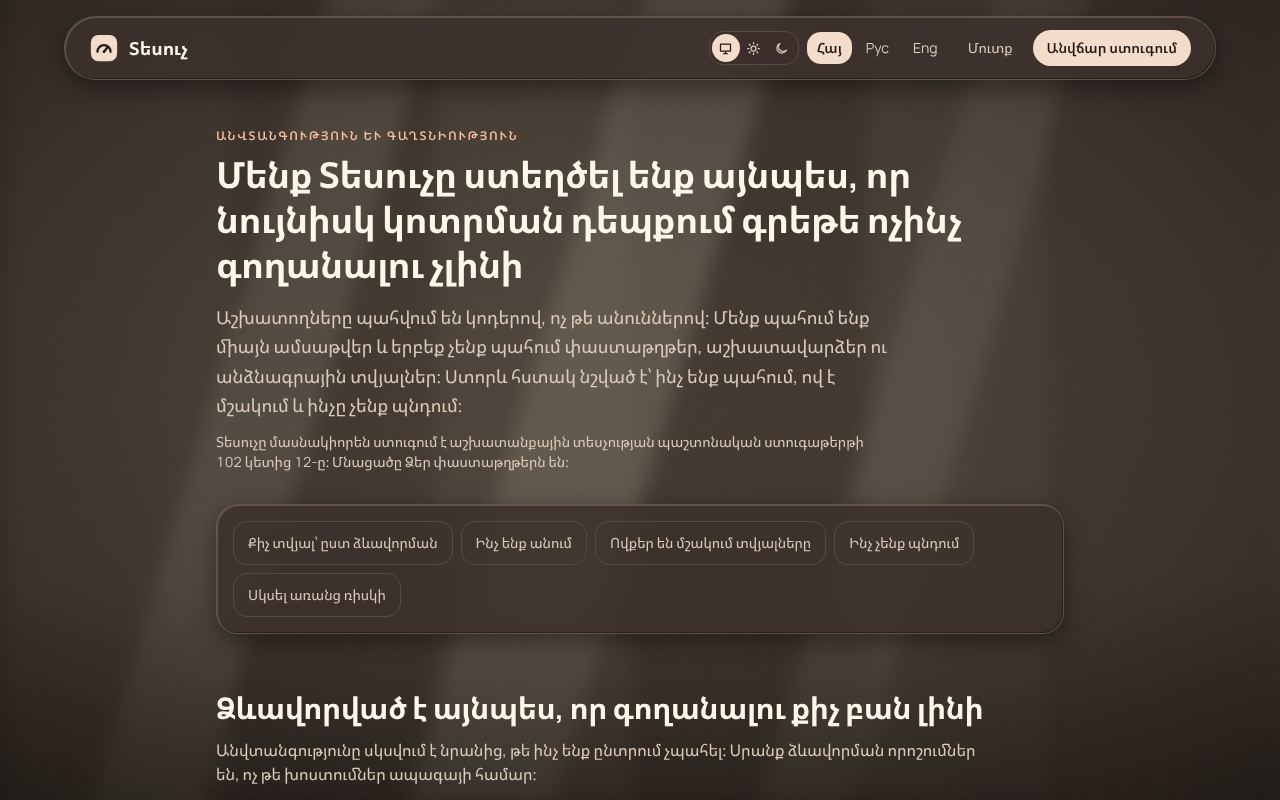 Տեսուչ
Հայ Рус Eng Մուտք Անվճար ստուգում
ԱՆՎՏԱՆԳՈՒԹՅՈՒՆ ԵՒ ԳԱՂՏՆԻՈՒԹՅՈՒՆ
Մենք Տեսուչը ստեղծել ենք այնպես, որ
նույնիսկ կոտրման դեպքում գրեթե ոչինչ
գողանալու չլինի
Աշխատողները պահվում են կոդերով, ոչ թե անուններով: Մենք պահում ենք
միայն ամսաթվեր և երբեք չենք պահում փաստաթղթեր, աշխատավարձեր ու
անձնագրային տվյալներ: Ստորև հստակ նշված է՝ ինչ ենք պահում, ով է
մշակում և ինչը չենք պնդում:
Տեսուչը մասնակիորեն ստուգում է աշխատանքային տեսչության պաշտոնական ստուգաթերթի
102 կետից 12-ը: Մնացածը Ձեր փաստաթղթերն են:
Քիչ տվյալ՝ ըստ ձևավորման
Ինչ ենք անում
Ովքեր են մշակում տվյալները
Ինչ չենք պնդում
Սկսել առանց ռիսկի
Ձևավորված է այնպես, որ գողանալու քիչ բան լինի
Անվտանգությունը սկսվում է նրանից, թե ինչ ենք ընտրում չպահել: Սրանք ձևավորման որոշումներ
են, ոչ թե խոստումներ ապագայի համար: